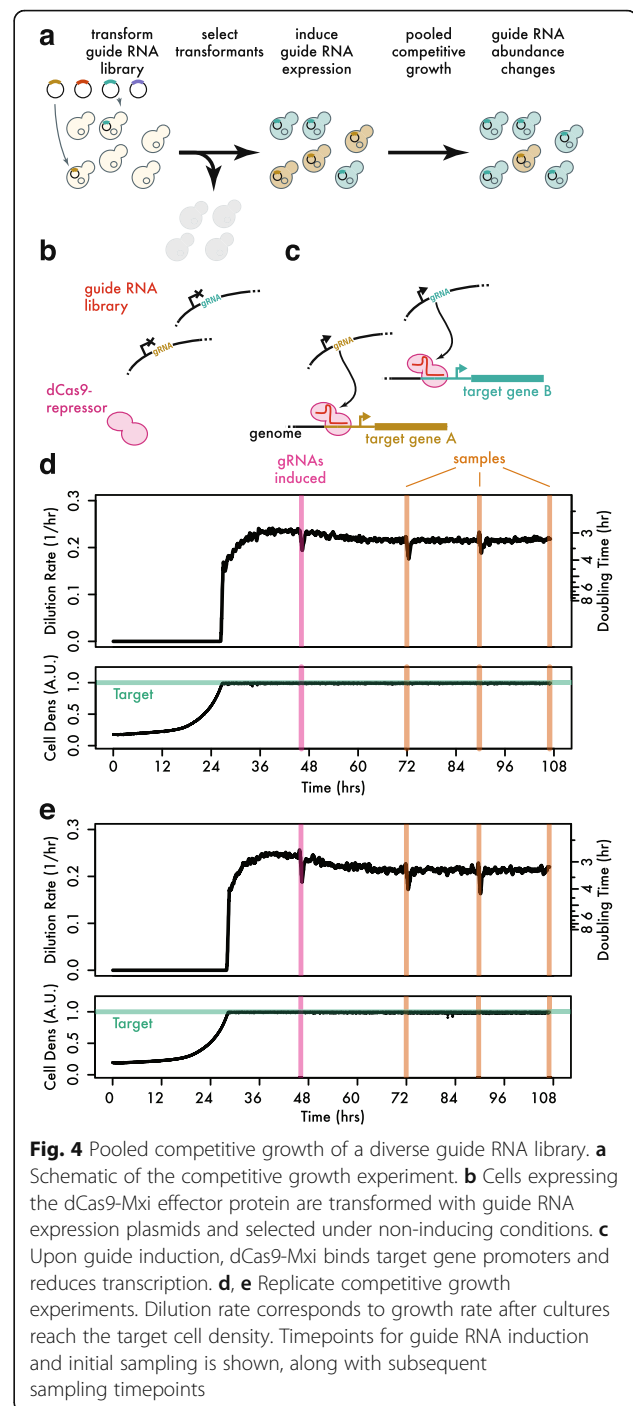 a
transform guide RNA library
select transformants
induce guide RNA expression
pooled competitive growth
guide RNA abundance changes
b
guide RNA library
gRNA
gRNA
dCas9-repressor
c
gRNA
gRNA
target gene B
genome
target gene A
d
gRNAs induced
samples
Dilution Rate (1/hr)
0.3
0.2
0.1
0.0
Doubling Time (hr)
3
4
6
8
Cell Dens (A.U.)
1.0
0.5
0.0
Target
0 12 24 36 48 60 72 84 96 108
Time (hrs)
e
Dilution Rate (1/hr)
0.3
0.2
0.1
0.0
Doubling Time (hr)
3
4
6
8
Cell Dens (A.U.)
1.0
0.5
0.0
Target
0 12 24 36 48 60 72 84 96 108
Time (hrs)
Fig. 4 Pooled competitive growth of a diverse guide RNA library. a
Schematic of the competitive growth experiment. b Cells expressing
the dCas9-Mxi effector protein are transformed with guide RNA
expression plasmids and selected under non-inducing conditions. c
Upon guide induction, dCas9-Mxi binds target gene promoters and
reduces transcription. d, e Replicate competitive growth
experiments. Dilution rate corresponds to growth rate after cultures
reach the target cell density. Timepoints for guide RNA induction
and initial sampling is shown, along with subsequent
sampling timepoints